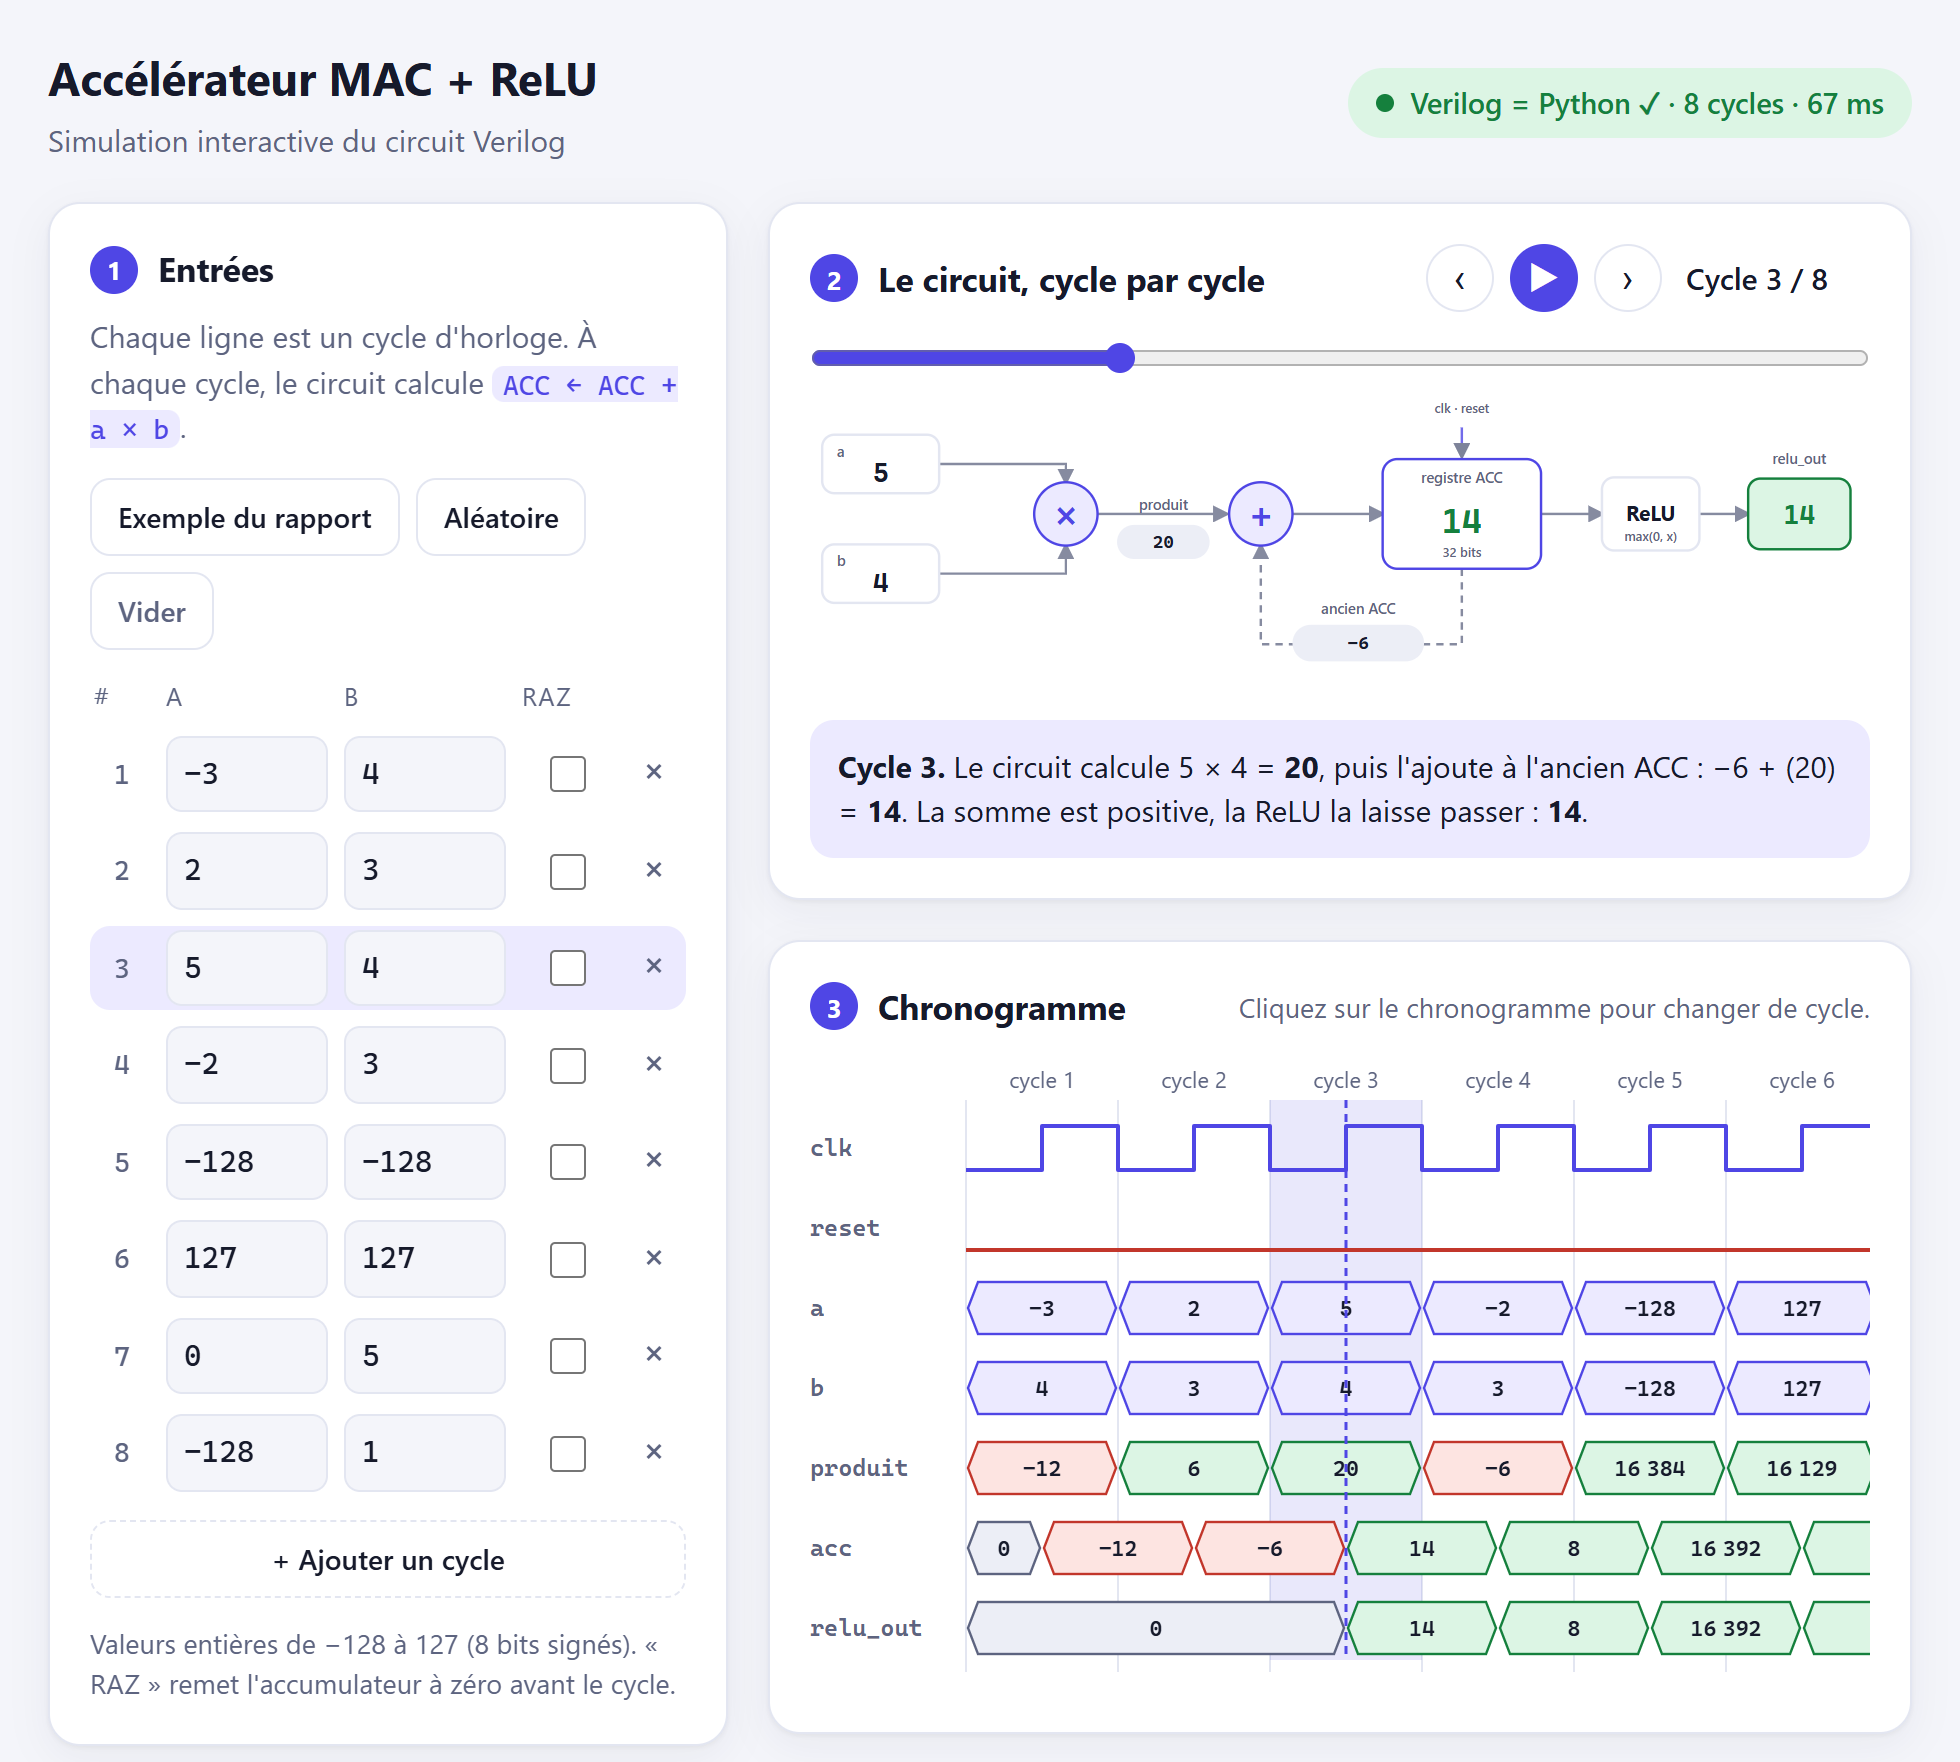 Accélérateur MAC + ReLU
Simulation interactive du circuit Verilog
Verilog = Python ✓ · 8 cycles · 67 ms
1 Entrées
Chaque ligne est un cycle d'horloge. À
chaque cycle, le circuit calcule ACC ← ACC +
a × b .
Exemple du rapport Aléatoire
Vider
# A B RAZ
1 −3 4 ×
2 2 3 ×
3 5 4 ×
4 −2 3 ×
5 −128 −128 ×
6 127 127 ×
7 0 5 ×
8 −128 1 ×
+ Ajouter un cycle
Valeurs entières de −128 à 127 (8 bits signés). «
RAZ » remet l'accumulateur à zéro avant le cycle.
2 Le circuit, cycle par cycle
‹ › Cycle 3 / 8
clk · reset
a
5
b
4
×
produit
20
+
registre ACC
14
32 bits
ancien ACC
−6
ReLU
max(0, x)
relu_out
14
Cycle 3. Le circuit calcule 5 × 4 = 20, puis l'ajoute à l'ancien ACC : −6 + (20)
= 14. La somme est positive, la ReLU la laisse passer : 14.
3 Chronogramme
Cliquez sur le chronogramme pour changer de cycle.
cycle 1 cycle 2 cycle 3 cycle 4 cycle 5 cycle 6
clk
reset
a −3 2 5 −2 −128 127
b 4 3 4 3 −128 127
produit −12 6 20 −6 16 384 16 129
acc 0 −12 −6 14 8 16 392
relu_out 0 14 8 16 392